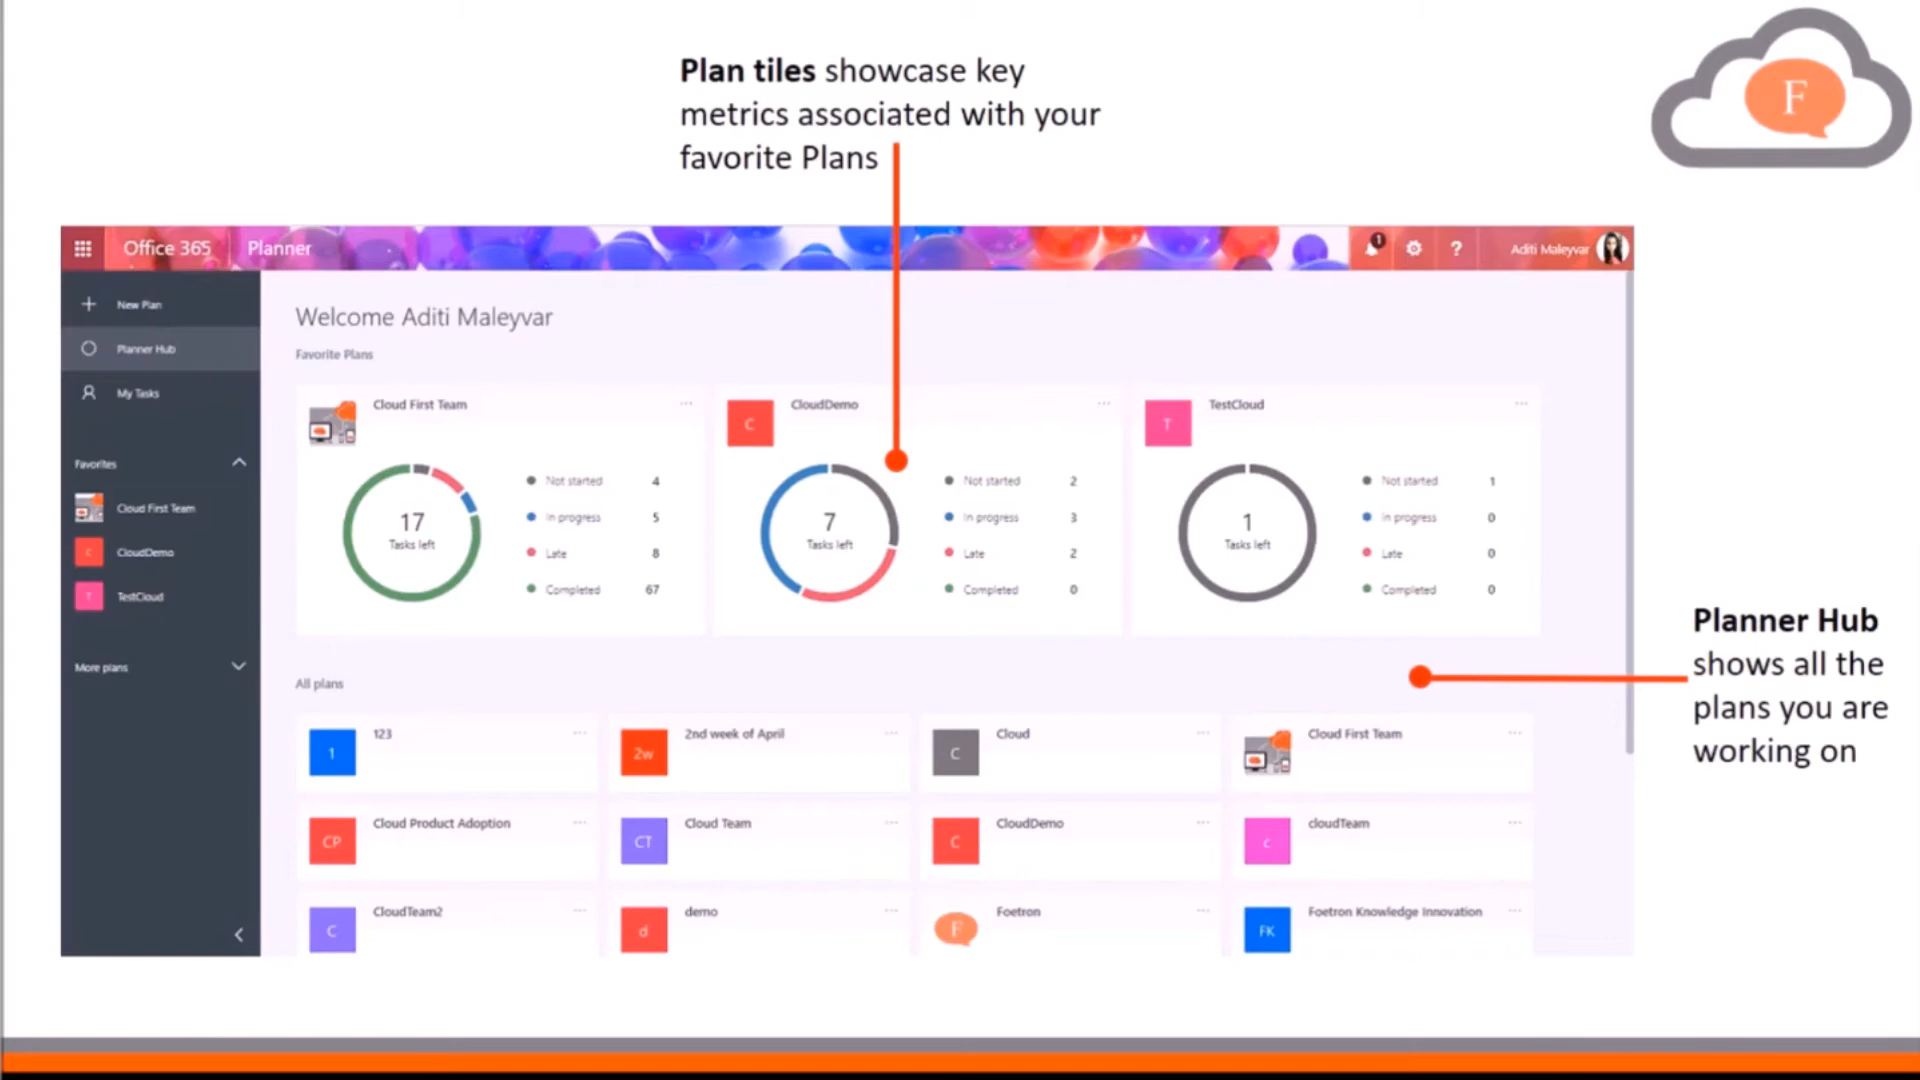 Plan tiles showcase key
metrics associated with your
favorite Plans
F
Office 365
Planner
1
?
Aditi Maleyvar
New Plan
Planner Hub
My Tasks
Favorites
Cloud First Team
C
CloudDemo
T
TestCloud
More plans
Welcome Aditi Maleyvar
Favorite Plans
Cloud First Team
17
Tasks left
Not started 4
In progress 5
Late 8
Completed 67
C
CloudDemo
7
Tasks left
Not started 2
In progress 3
Late 2
Completed 0
T
TestCloud
1
Tasks left
Not started 1
In progress 0
Late 0
Completed 0
Planner Hub
shows all the
plans you are
working on
All plans
1
123
2w
2nd week of April
C
Cloud
Cloud First Team
CP
Cloud Product Adoption
CT
Cloud Team
C
CloudDemo
c
cloudTeam
C
CloudTeam2
d
demo
F
Foetron
FK
Foetron Knowledge Innovation